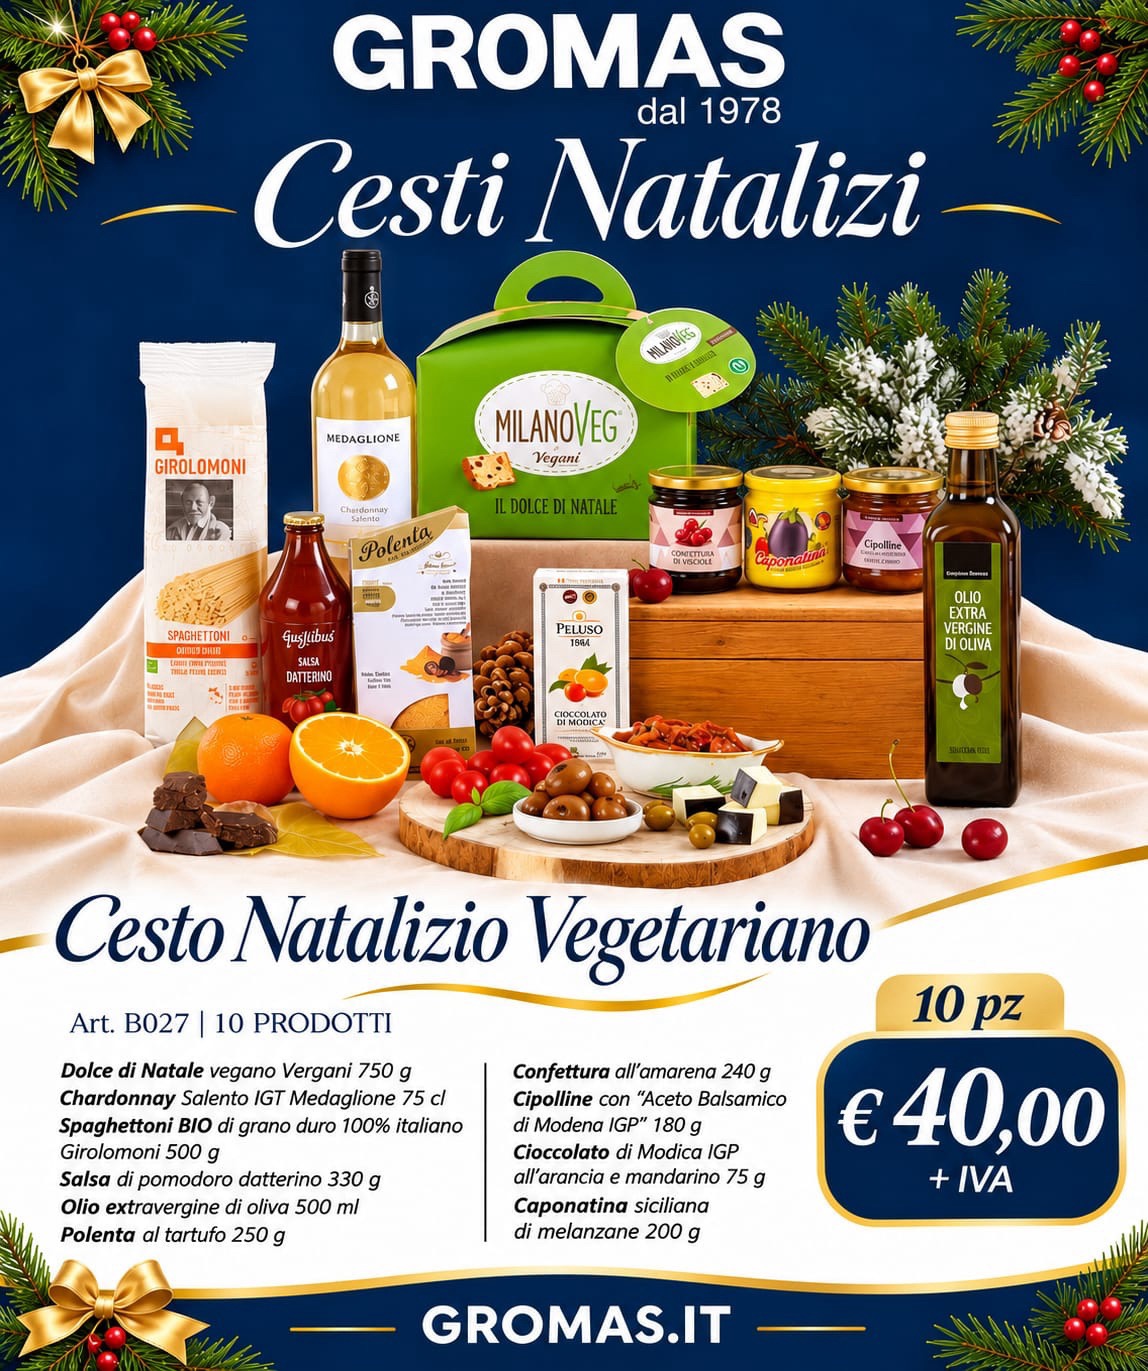 GROMAS
dal 1978
Cesti Natalizi
MEDAGLIONE
Chardonnay
Salento
MILANOVEG
Vegani
IL DOLCE DI NATALE
MILANOVEG
GIROLOMONI
SPAGHETTONI
GusJlibus
SALSA
DATTERINO
Polenta
PELUSO
CIOCCOLATO
DI MODICA
CONFETTURA
DI VISCIOLE
Caponatina
Cipolline
OLIO
EXTRA
VERGINE
DI OLIVA
Cesto Natalizio Vegetariano
Art. B027 | 10 PRODOTTI
Dolce di Natale vegano Vergani 750 g
Chardonnay Salento IGT Medaglione 75 cl
Spaghettoni BIO di grano duro 100% italiano
Girolomoni 500 g
Salsa di pomodoro datterino 330 g
Olio extravergine di oliva 500 ml
Polenta al tartufo 250 g
Confettura all’amarena 240 g
Cipolline con “Aceto Balsamico
di Modena IGP” 180 g
Cioccolato di Modica IGP
all’arancia e mandarino 75 g
Caponatina siciliana
di melanzane 200 g
10 pz
€ 40,00
+ IVA
GROMAS.IT